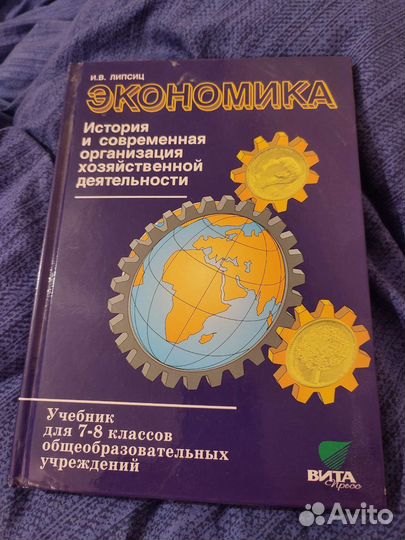 И.В. ЛИПСИЦ
ЭКОНОМИКА
История
и современная
организация
хозяйственной
деятельности
Учебник
для 7-8 классов
общеобразовательных
учреждений
ВИТА
Пресс
Avito